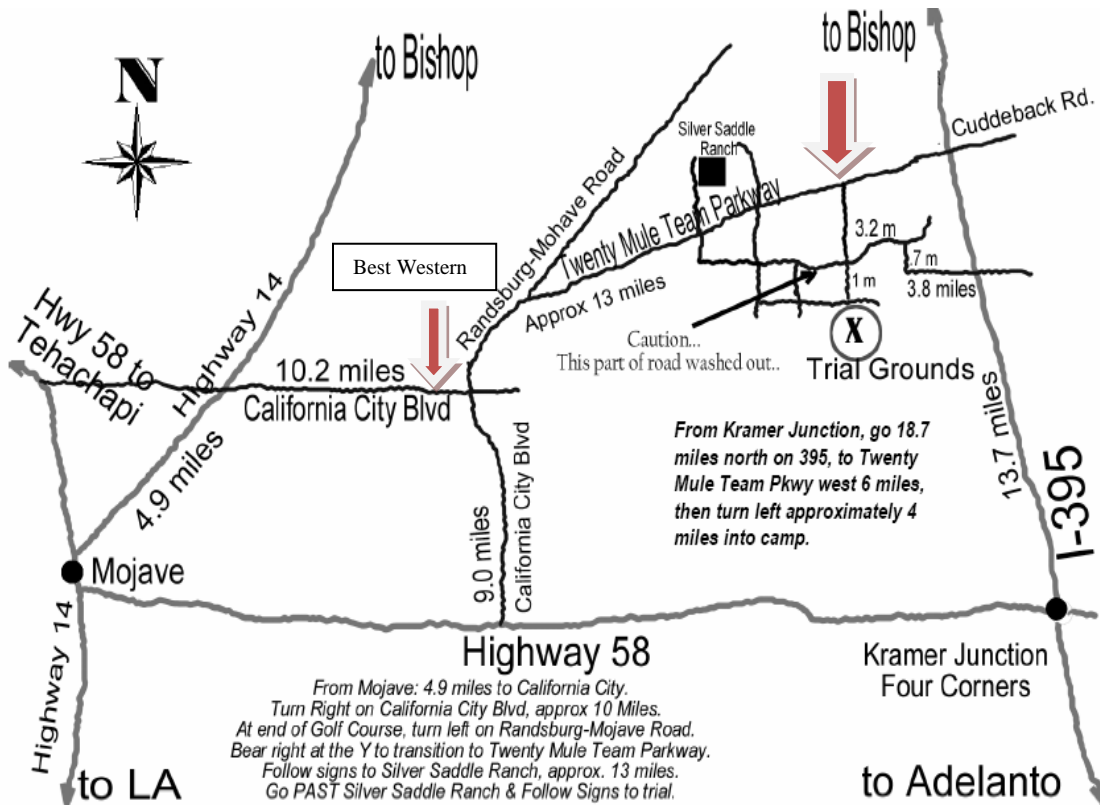 N
to Bishop
to Bishop
Cuddeback Rd.
Silver Saddle
Ranch
Randsburg-Mohave Road
Twenty Mule Team Parkway
Approx 13 miles
3.2 m
.7 m
1 m
3.8 miles
Best Western
Hwy 58 to
Tehachapi
Highway 14
4.9 miles
10.2 miles
California City Blvd
Caution...
This part of road washed out..
X
Trial Grounds
From Kramer Junction, go 18.7
miles north on 395, to Twenty
Mule Team Pkwy west 6 miles,
then turn left approximately 4
miles into camp.
13.7 miles
I-395
9.0 miles
California City Blvd
Mojave
Highway 14
Highway 58
Kramer Junction
Four Corners
From Mojave: 4.9 miles to California City.
Turn Right on California City Blvd, approx 10 Miles.
At end of Golf Course, turn left on Randsburg-Mojave Road.
Bear right at the Y to transition to Twenty Mule Team Parkway.
Follow signs to Silver Saddle Ranch, approx. 13 miles.
Go PAST Silver Saddle Ranch & Follow Signs to trial.
to LA
to Adelanto